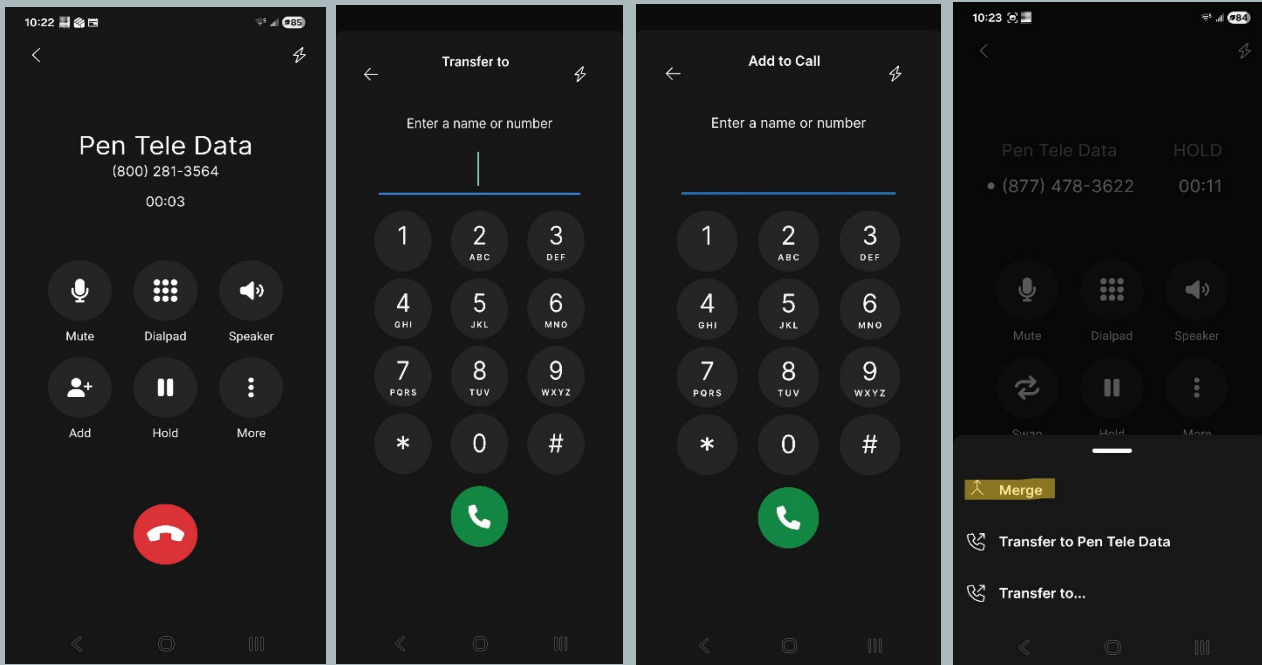 10:22
85
Pen Tele Data
(800) 281-3564
00:03
Mute Dialpad Speaker
Add Hold More
Transfer to
Enter a name or number
1 2 3
ABC DEF
4 5 6
GHI JKL MNO
7 8 9
PQRS TUV WXYZ
* 0 #
Add to Call
Enter a name or number
1 2 3
ABC DEF
4 5 6
GHI JKL MNO
7 8 9
PQRS TUV WXYZ
* 0 #
10:23
84
Pen Tele Data HOLD
• (877) 478-3622 00:11
Mute Dialpad Speaker
Swap Hold More
Merge
Transfer to Pen Tele Data
Transfer to...